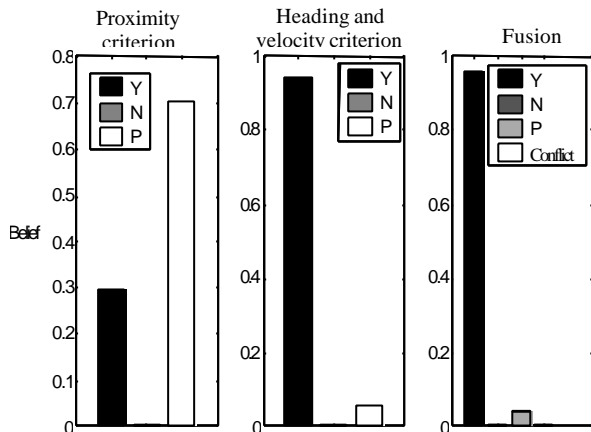 Proximity
criterion
0.8
0.7
0.6
0.5
0.4
0.3
0.2
0.1
0
Belief
Y
N
P
Heading and
velocity criterion
1
0.8
0.6
0.4
0.2
0
Y
N
P
Fusion
1
0.8
0.6
0.4
0.2
0
Y
N
P
Conflict